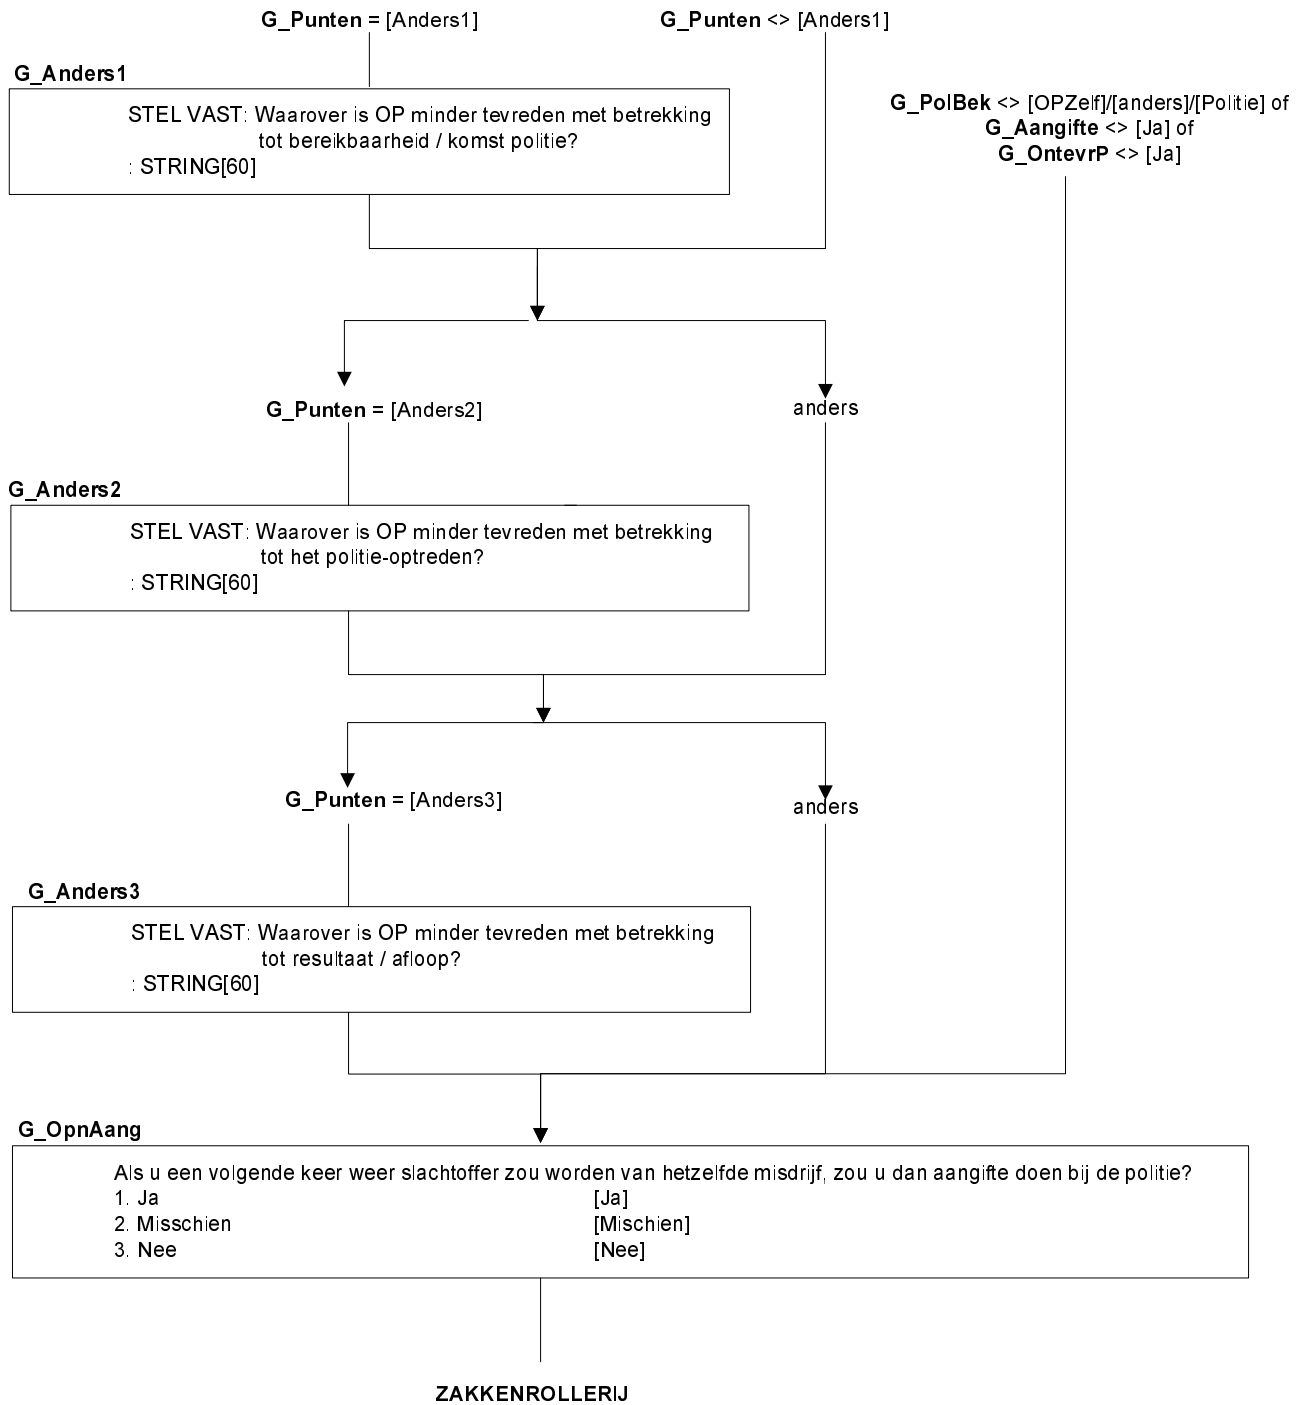 G_Punten = [Anders1]
G_Punten <> [Anders1]
G_Anders1
STEL VAST: Waarover is OP minder tevreden met betrekking
tot bereikbaarheid / komst politie?
: STRING[60]
G_PolBek <> [OPZelf]/[anders]/[Politie] of
G_Aangifte <> [Ja] of
G_OntevrP <> [Ja]
G_Punten = [Anders2]
anders
G_Anders2
STEL VAST: Waarover is OP minder tevreden met betrekking
tot het politie-optreden?
: STRING[60]
G_Punten = [Anders3]
anders
G_Anders3
STEL VAST: Waarover is OP minder tevreden met betrekking
tot resultaat / afloop?
: STRING[60]
G_OpnAang
Als u een volgende keer weer slachtoffer zou worden van hetzelfde misdrijf, zou u dan aangifte doen bij de politie?
1. Ja [Ja]
2. Misschien [Mischien]
3. Nee [Nee]
ZAKKENROLLERIJ